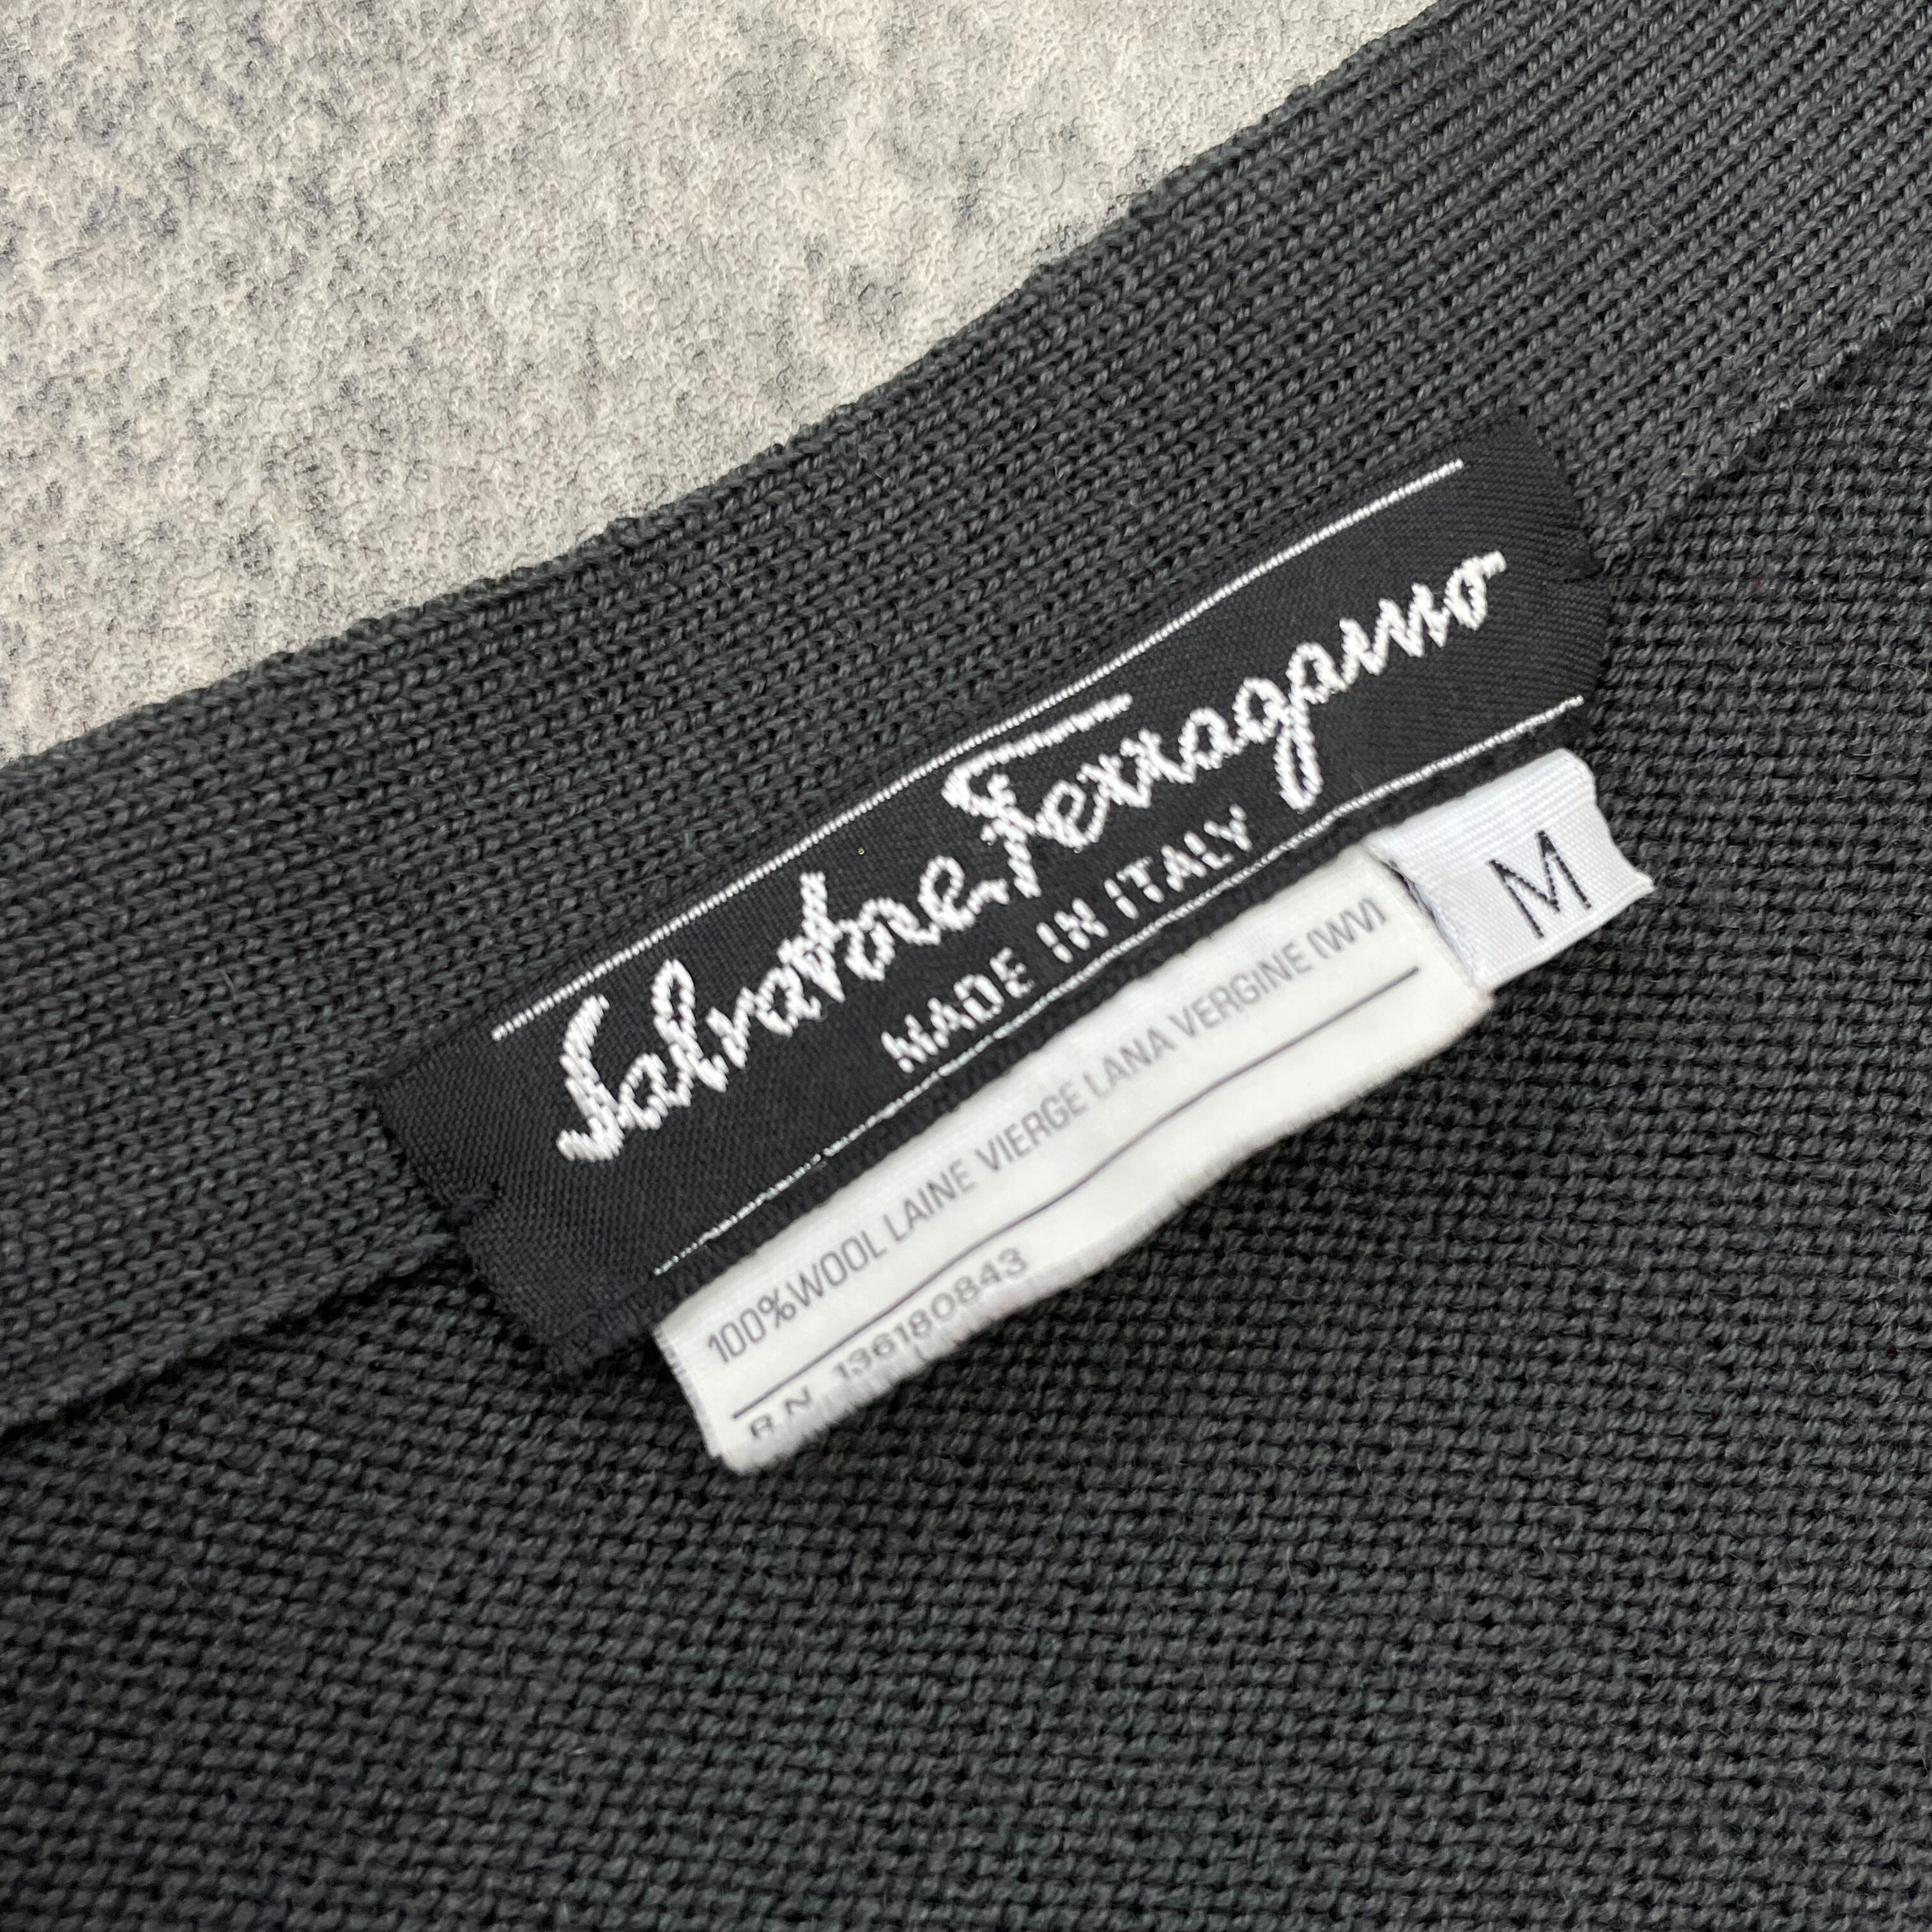 Salvatore Ferragamo
MADE IN ITALY
M
100% WOOL LAINE VIERGE LANA VERGINE (WV)
R N 136180843